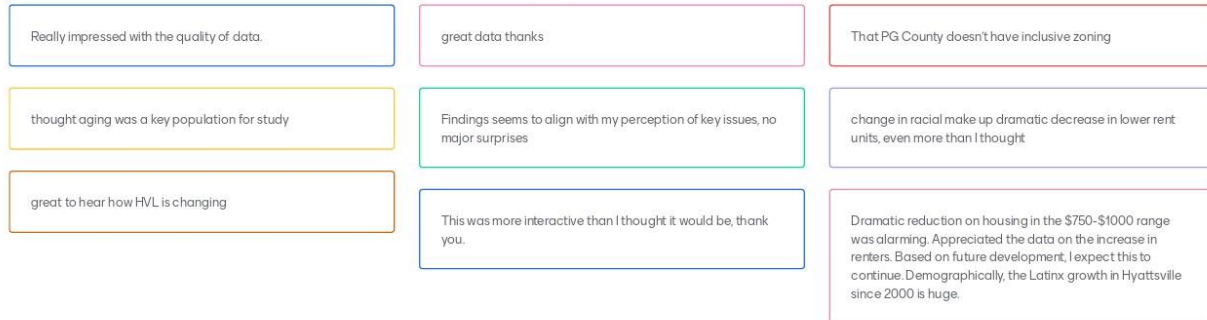 Really impressed with the quality of data.
thought aging was a key population for study
great to hear how HVL is changing
great data thanks
Findings seems to align with my perception of key issues, no
major surprises
This was more interactive than I thought it would be, thank
you.
That PG County doesn't have inclusive zoning
change in racial make up dramatic decrease in lower rent
units, even more than I thought
Dramatic reduction on housing in the $750-$1000 range
was alarming. Appreciated the data on the increase in
renters. Based on future development, I expect this to
continue. Demographically, the Latinx growth in Hyattsville
since 2000 is huge.